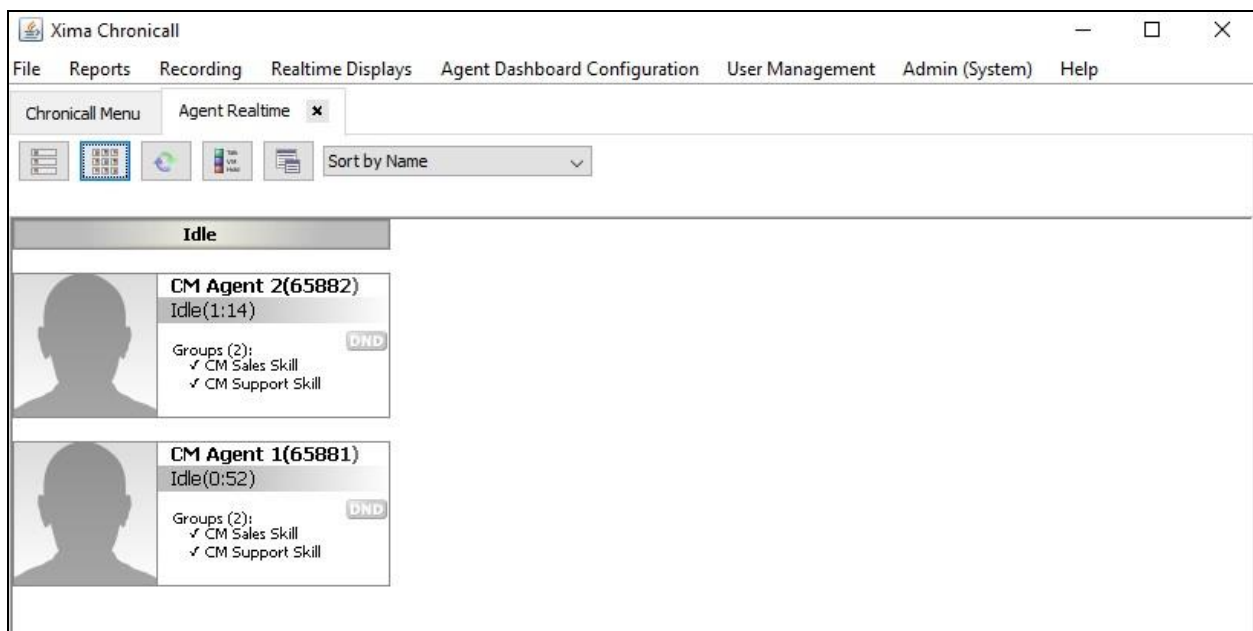 Xima Chronicall
File Reports Recording Realtime Displays Agent Dashboard Configuration User Management Admin (System) Help
Chronicall Menu Agent Realtime
Sort by Name
Idle
CM Agent 2(65882)
Idle(1:14)
DND
Groups (2):
✓ CM Sales Skill
✓ CM Support Skill
CM Agent 1(65881)
Idle(0:52)
DND
Groups (2):
✓ CM Sales Skill
✓ CM Support Skill